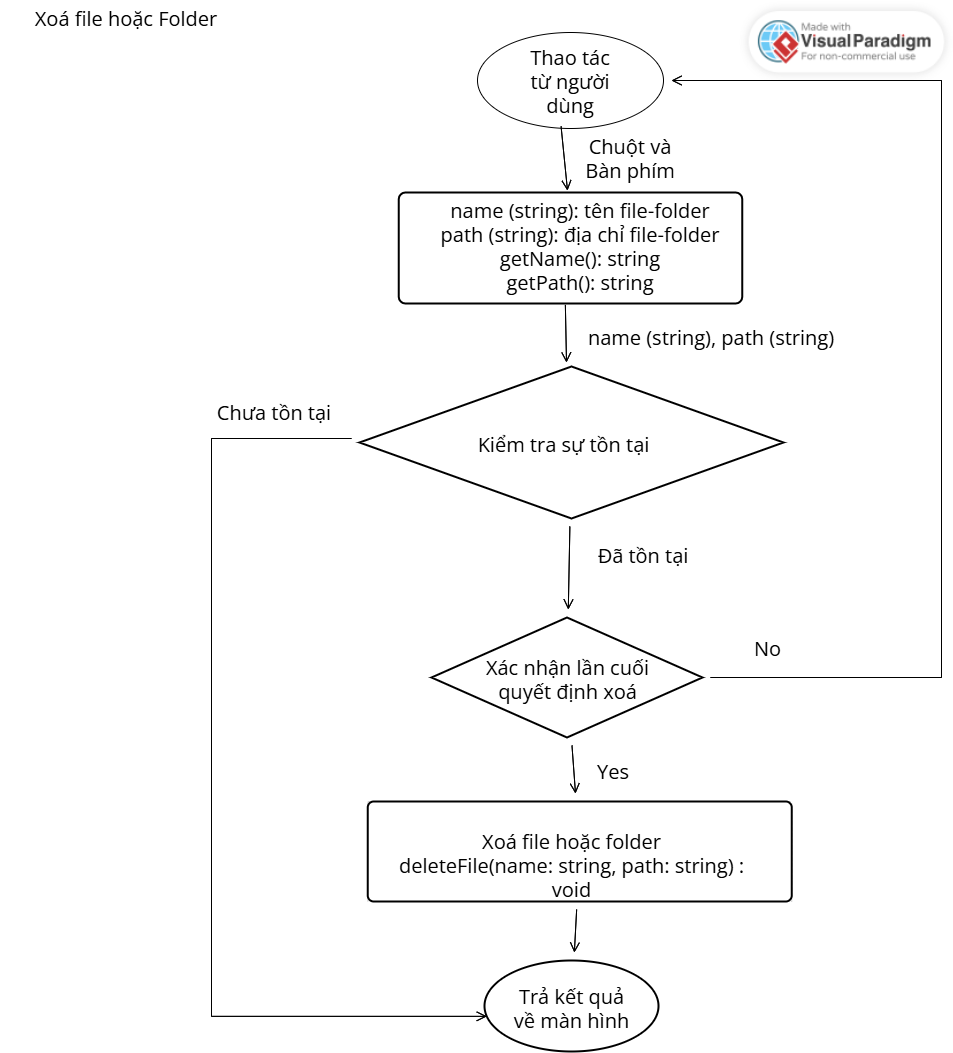 Xoá file hoặc Folder
Made with
VisualParadigm
For non-commercial use
Thao tác
từ người
dùng
Chuột và
Bàn phím
name (string): tên file-folder
path (string): địa chỉ file-folder
getName(): string
getPath(): string
name (string), path (string)
Chưa tồn tại
Kiểm tra sự tồn tại
Đã tồn tại
No
Xác nhận lần cuối
quyết định xoá
Yes
Xoá file hoặc folder
deleteFile(name: string, path: string) :
void
Trả kết quả
về màn hình